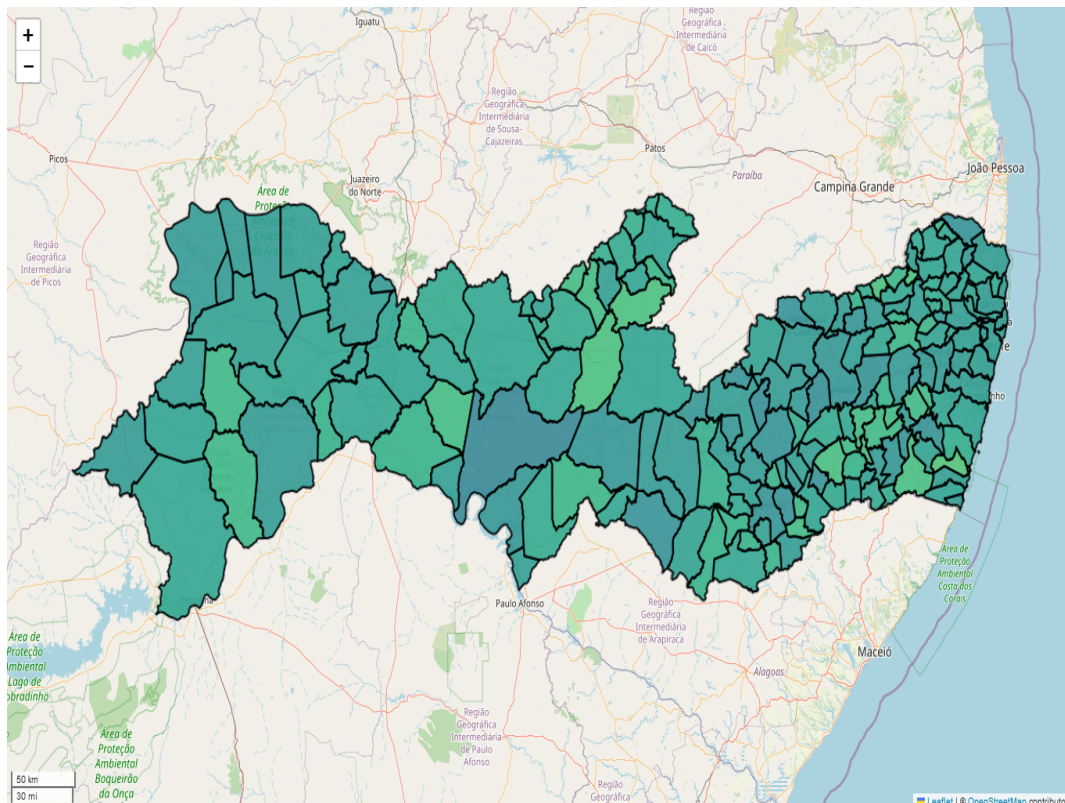 +
−
Iguatu
Região
Geográfica
Intermediária
de Caicó
Região
Geográfica
Intermediária
de Sousa-
Cajazeiras
Patos
Picos
Juazeiro
do Norte
Paraíba
João Pessoa
Campina Grande
Área de
Região
Geográfica
Intermediária
de Picos
Paulo Afonso
Região
Geográfica
Intermediária
de Arapiraca
Área de
Proteção
Ambiental
Costa dos
Corais
Maceió
Alagoas
Área de
Proteção
Ambiental
Lago de
Sobradinho
Região
Geográfica
Intermediária
de Paulo
Afonso
Área de
Proteção
Ambiental
Boqueirão
da Onça
Região
Geográfica
50 km
30 mi
Leaflet | © OpenStreetMap contributo